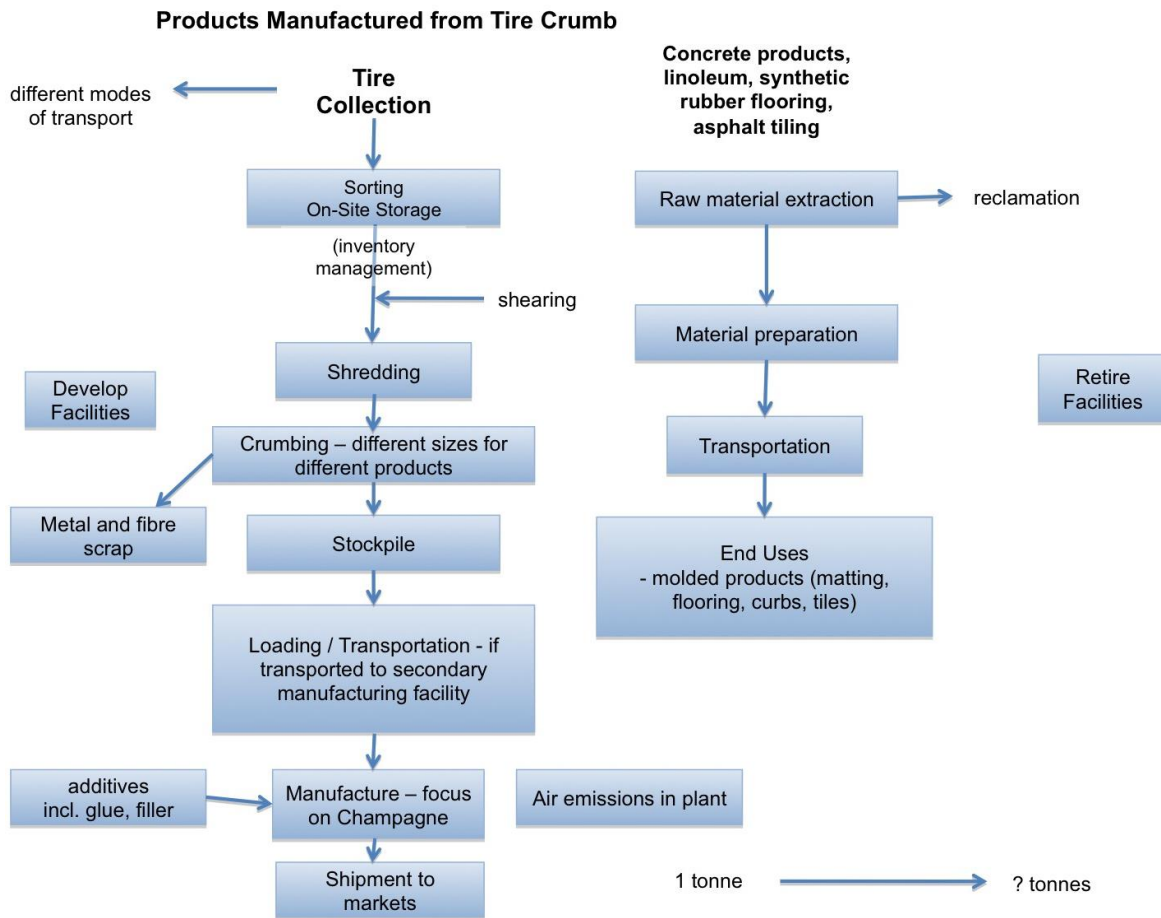 Products Manufactured from Tire Crumb
different modes
of transport
Tire
Collection
Sorting
On-Site Storage
(inventory
management)
shearing
Shredding
Develop
Facilities
Crumbing – different sizes for
different products
Metal and fibre
scrap
Stockpile
Loading / Transportation - if
transported to secondary
manufacturing facility
additives
incl. glue, filler
Manufacture – focus
on Champagne
Air emissions in plant
Shipment to
markets
Concrete products,
linoleum, synthetic
rubber flooring,
asphalt tiling
Raw material extraction
reclamation
Material preparation
Transportation
Retire
Facilities
End Uses
- molded products (matting,
flooring, curbs, tiles)
1 tonne
? tonnes